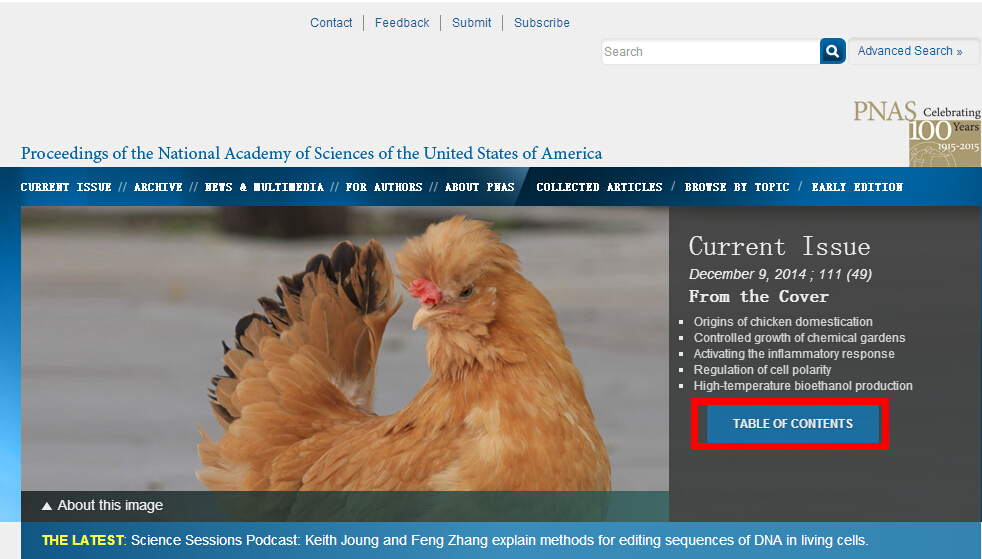 Contact Feedback Submit Subscribe
Search Advanced Search »
PNAS Celebrating
100 Years
1915-2015
Proceedings of the National Academy of Sciences of the United States of America
CURRENT ISSUE // ARCHIVE // NEWS & MULTIMEDIA // FOR AUTHORS // ABOUT PNAS COLLECTED ARTICLES / BROWSE BY TOPIC / EARLY EDITION
Current Issue
December 9, 2014 ; 111 (49)
From the Cover
Origins of chicken domestication
Controlled growth of chemical gardens
Activating the inflammatory response
Regulation of cell polarity
High-temperature bioethanol production
TABLE OF CONTENTS
About this image
THE LATEST: Science Sessions Podcast: Keith Joung and Feng Zhang explain methods for editing sequences of DNA in living cells.